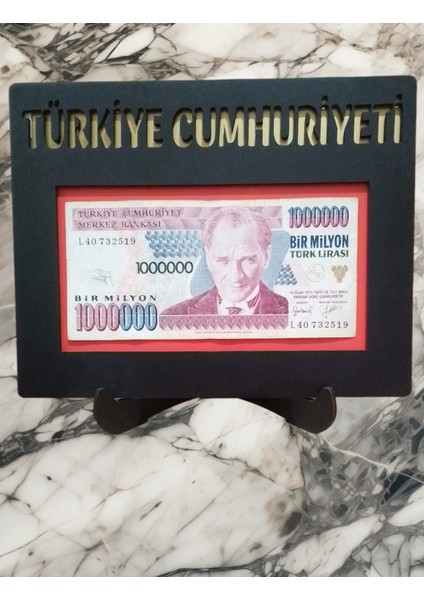 TÜRKİYE CUMHURİYETİ
TÜRKİYE CUMHURİYET
MERKEZ BANKASI
L40 732519
1000000
BİR MİLYON
1000000
1000000
BİR MİLYON
TÜRK LİRASI
L40 732519